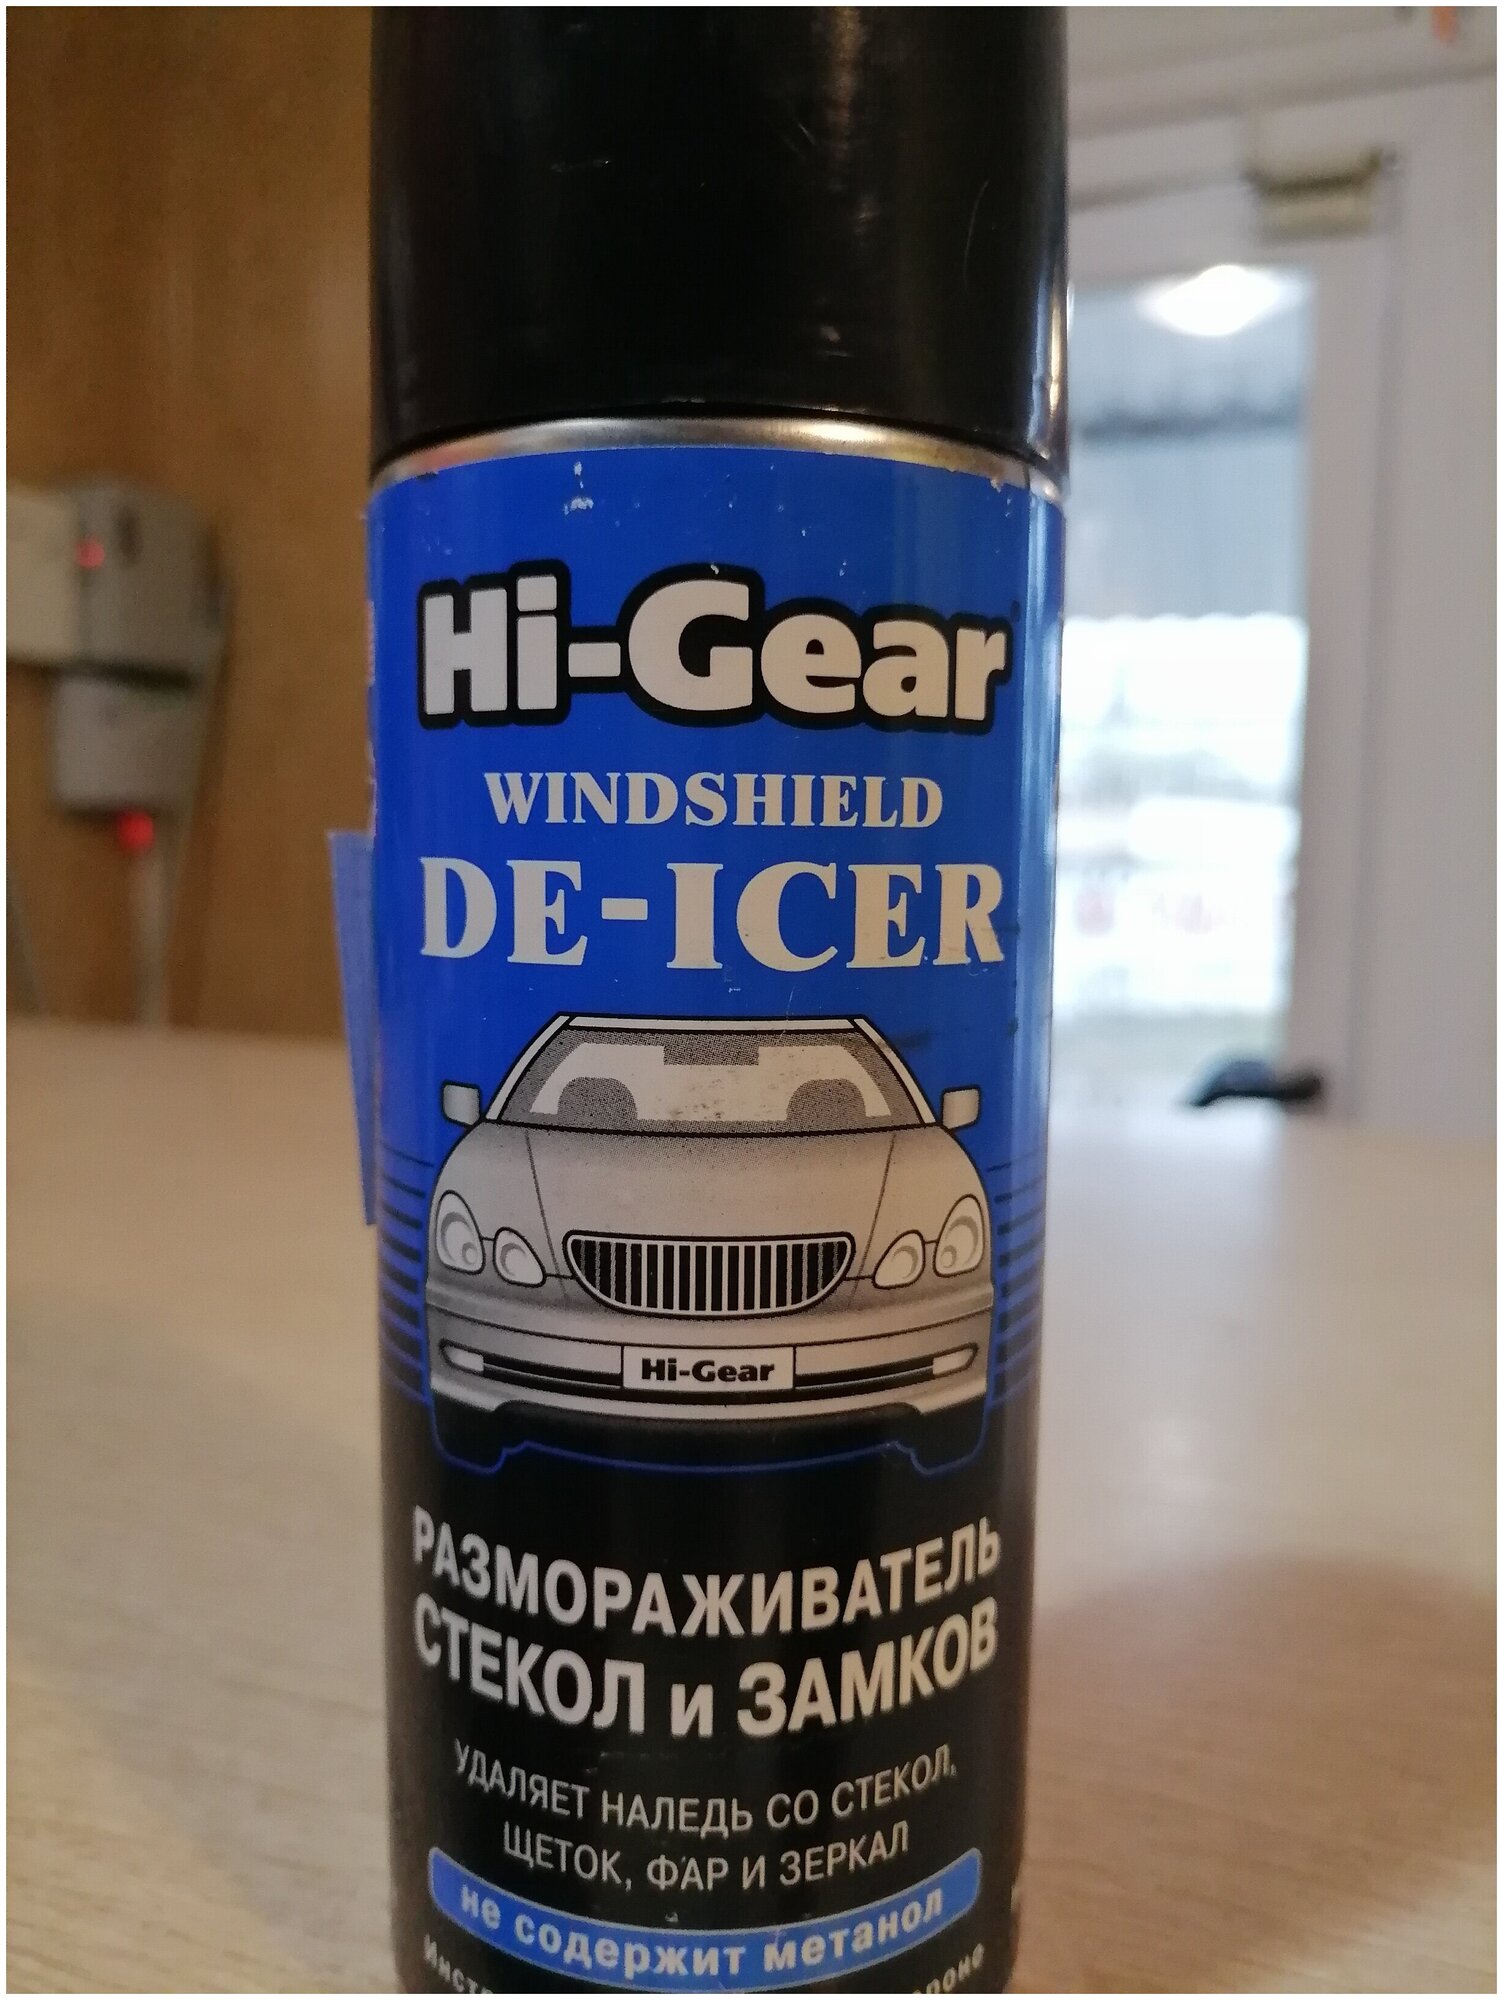 Hi-Gear
WINDSHIELD
DE-ICER
Hi-Gear
РАЗМОРАЖИВАТЕЛЬ
СТЕКОЛ и ЗАМКОВ
УДАЛЯЕТ НАЛЕДЬ СО СТЕКОЛ,
ЩЕТОК, ФАР И ЗЕРКАЛ
не содержит метанол